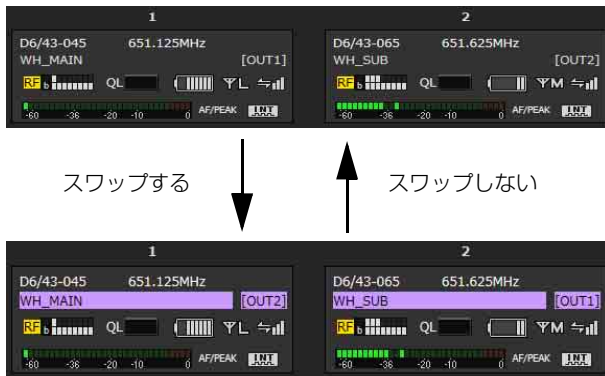 1 2
D6/43-045 651.125MHz D6/43-065 651.625MHz
WH_MAIN [OUT1] WH_SUB [OUT2]
RF b QL L RF b QL M
-60 -36 -20 -10 0 AF/PEAK INT -60 -36 -20 -10 0 AF/PEAK INT
スワップする スワップしない
1 2
D6/43-045 651.125MHz D6/43-065 651.625MHz
WH_MAIN [OUT2] WH_SUB [OUT1]
RF b QL L RF b QL M
-60 -36 -20 -10 0 AF/PEAK INT -60 -36 -20 -10 0 AF/PEAK INT